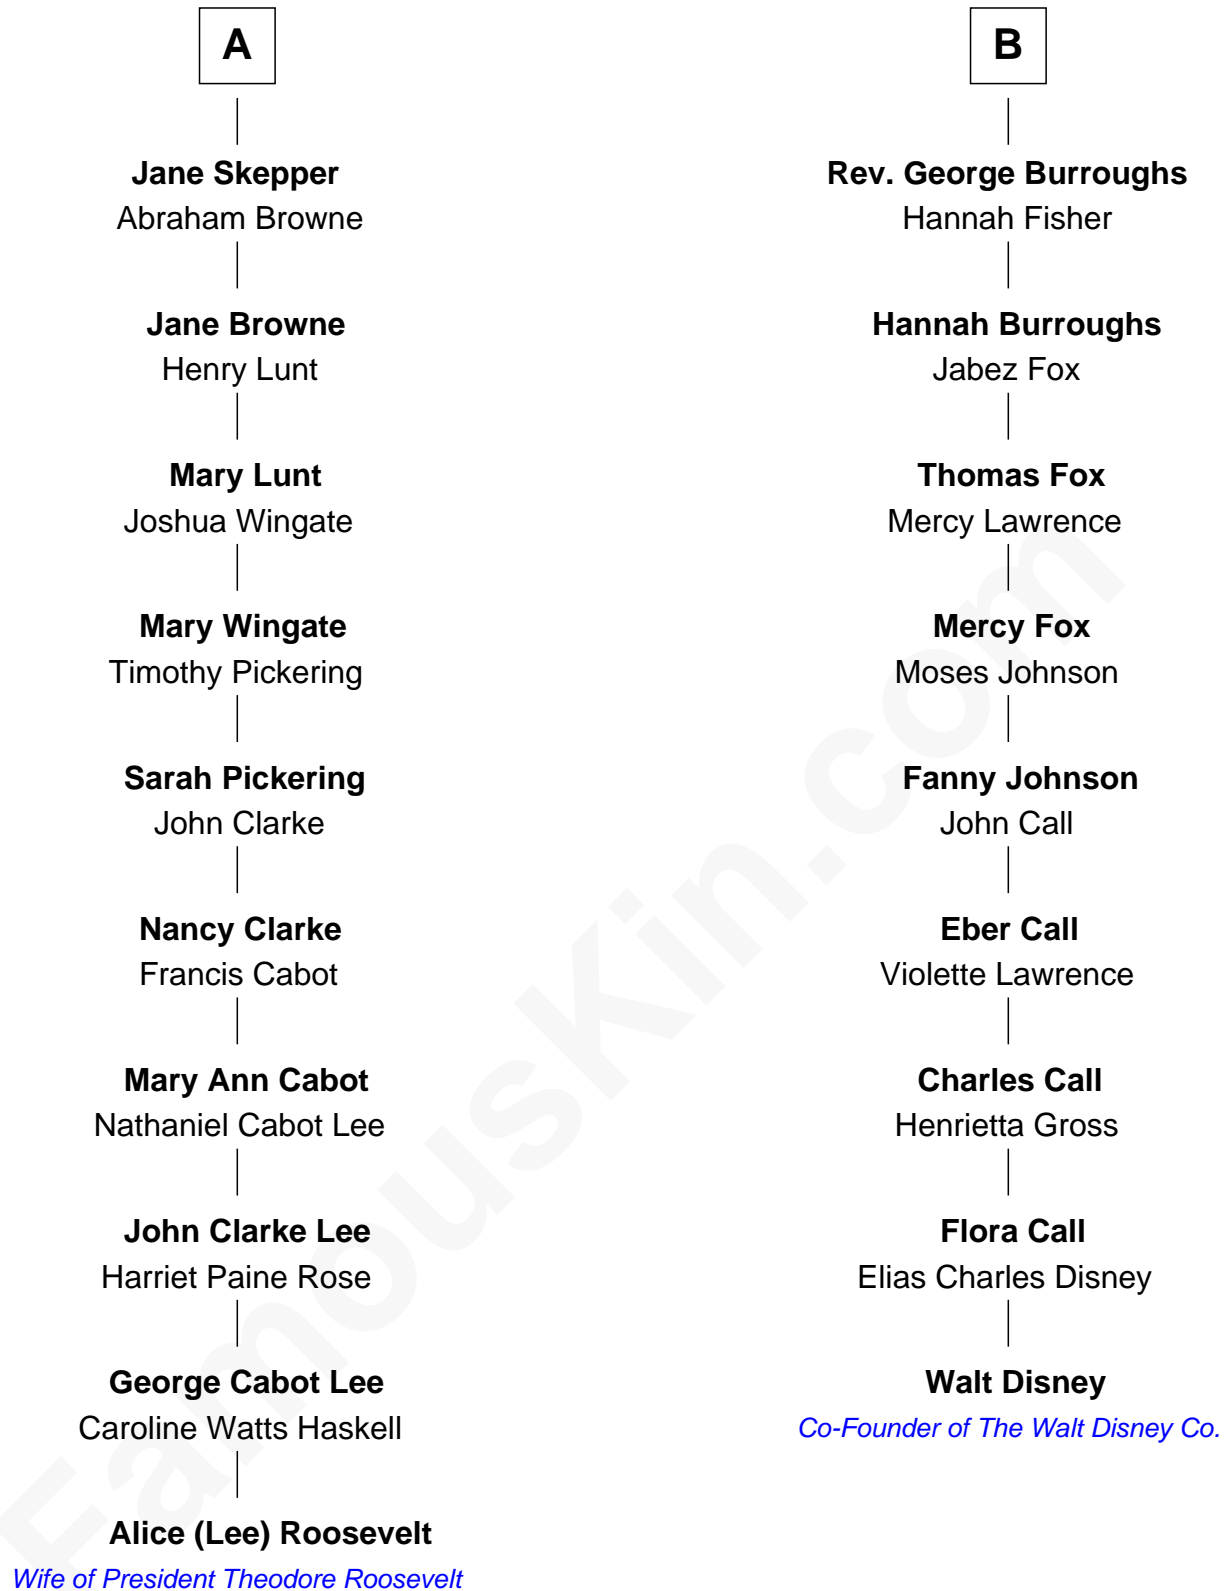 A
Jane Skepper
Abraham Browne
Jane Browne
Henry Lunt
Mary Lunt
Joshua Wingate
Mary Wingate
Timothy Pickering
Sarah Pickering
John Clarke
Nancy Clarke
Francis Cabot
Mary Ann Cabot
Nathaniel Cabot Lee
John Clarke Lee
Harriet Paine Rose
George Cabot Lee
Caroline Watts Haskell
Alice (Lee) Roosevelt
Wife of President Theodore Roosevelt
B
Rev. George Burroughs
Hannah Fisher
Hannah Burroughs
Jabez Fox
Thomas Fox
Mercy Lawrence
Mercy Fox
Moses Johnson
Fanny Johnson
John Call
Eber Call
Violette Lawrence
Charles Call
Henrietta Gross
Flora Call
Elias Charles Disney
Walt Disney
Co-Founder of The Walt Disney Co.
FamousKin.com